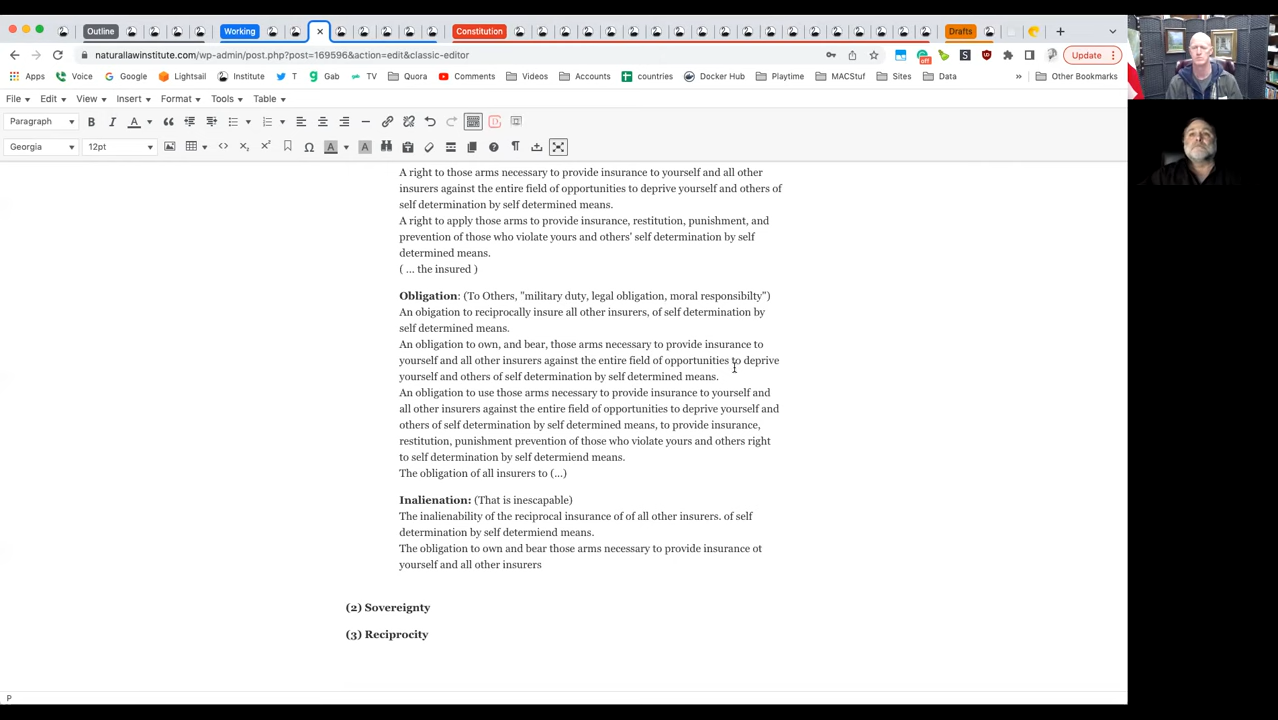 Outline
Working
Constitution
Drafts
naturallawinstitute.com/wp-admin/post.php?post=169596&action=edit&classic-editor
Update
Apps
Voice
Google
Lightsail
Institute
T
Gab
TV
Quora
Comments
Videos
Accounts
countries
Docker Hub
Playtime
MACStuf
Sites
Data
»
Other Bookmarks
File
Edit
View
Insert
Format
Tools
Table
Paragraph
Georgia
12pt
A right to those arms necessary to provide insurance to yourself and all other
insurers against the entire field of opportunities to deprive yourself and others of
self determination by self determined means.
A right to apply those arms to provide insurance, restitution, punishment, and
prevention of those who violate yours and others' self determination by self
determined means.
( ... the insured )
Obligation: (To Others, "military duty, legal obligation, moral responsibilty")
An obigation to reciprocally insure all other insurers, of self determination by
self determined means.
An obligation to own, and bear, those arms necessary to provide insurance to
yourself and all other insurers against the entire field of opportunities to deprive
yourself and others of self determination by self determined means.
An obligation to use those arms necessary to provide insurance to yourself and
all other insurers against the entire field of opportunities to deprive yourself and
others of self determination by self determined means, to provide insurance,
restitution, punishment prevention of those who violate yours and others right
to self determination by self determiend means.
The obligation of all insurers to (...)
Inalienation: (That is inescapable)
The inalienability of the reciprocal insurance of of all other insurers. of self
determination by self determiend means.
The obligation to own and bear those arms necessary to provide insurance ot
yourself and all other insurers
(2) Sovereignty
(3) Reciprocity
P